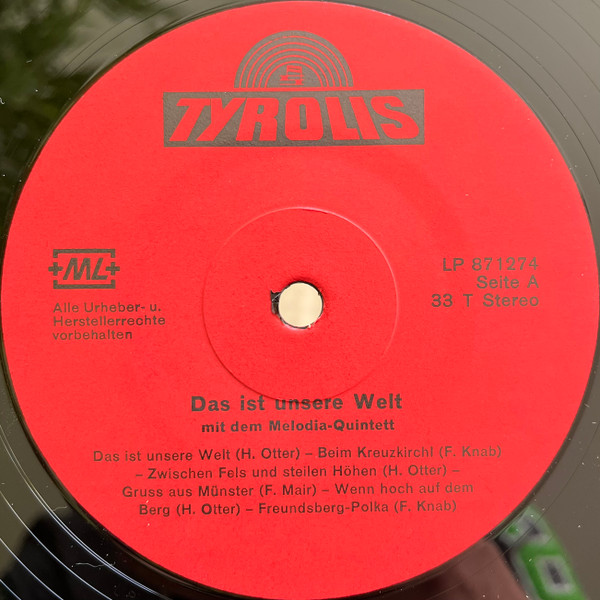 TYROLIS
+ML+
Alle Urheber- u.
Herstellerrechte
vorbehalten
LP 871274
Seite A
33 T Stereo
Das ist unsere Welt
mit dem Melodia-Quintett
Das ist unsere Welt (H. Otter) – Beim Kreuzkirchl (F. Knab)
– Zwischen Fels und steilen Höhen (H. Otter) –
Gruss aus Münster (F. Mair) – Wenn hoch auf dem
Berg (H. Otter) – Freundsberg-Polka (F. Knab)